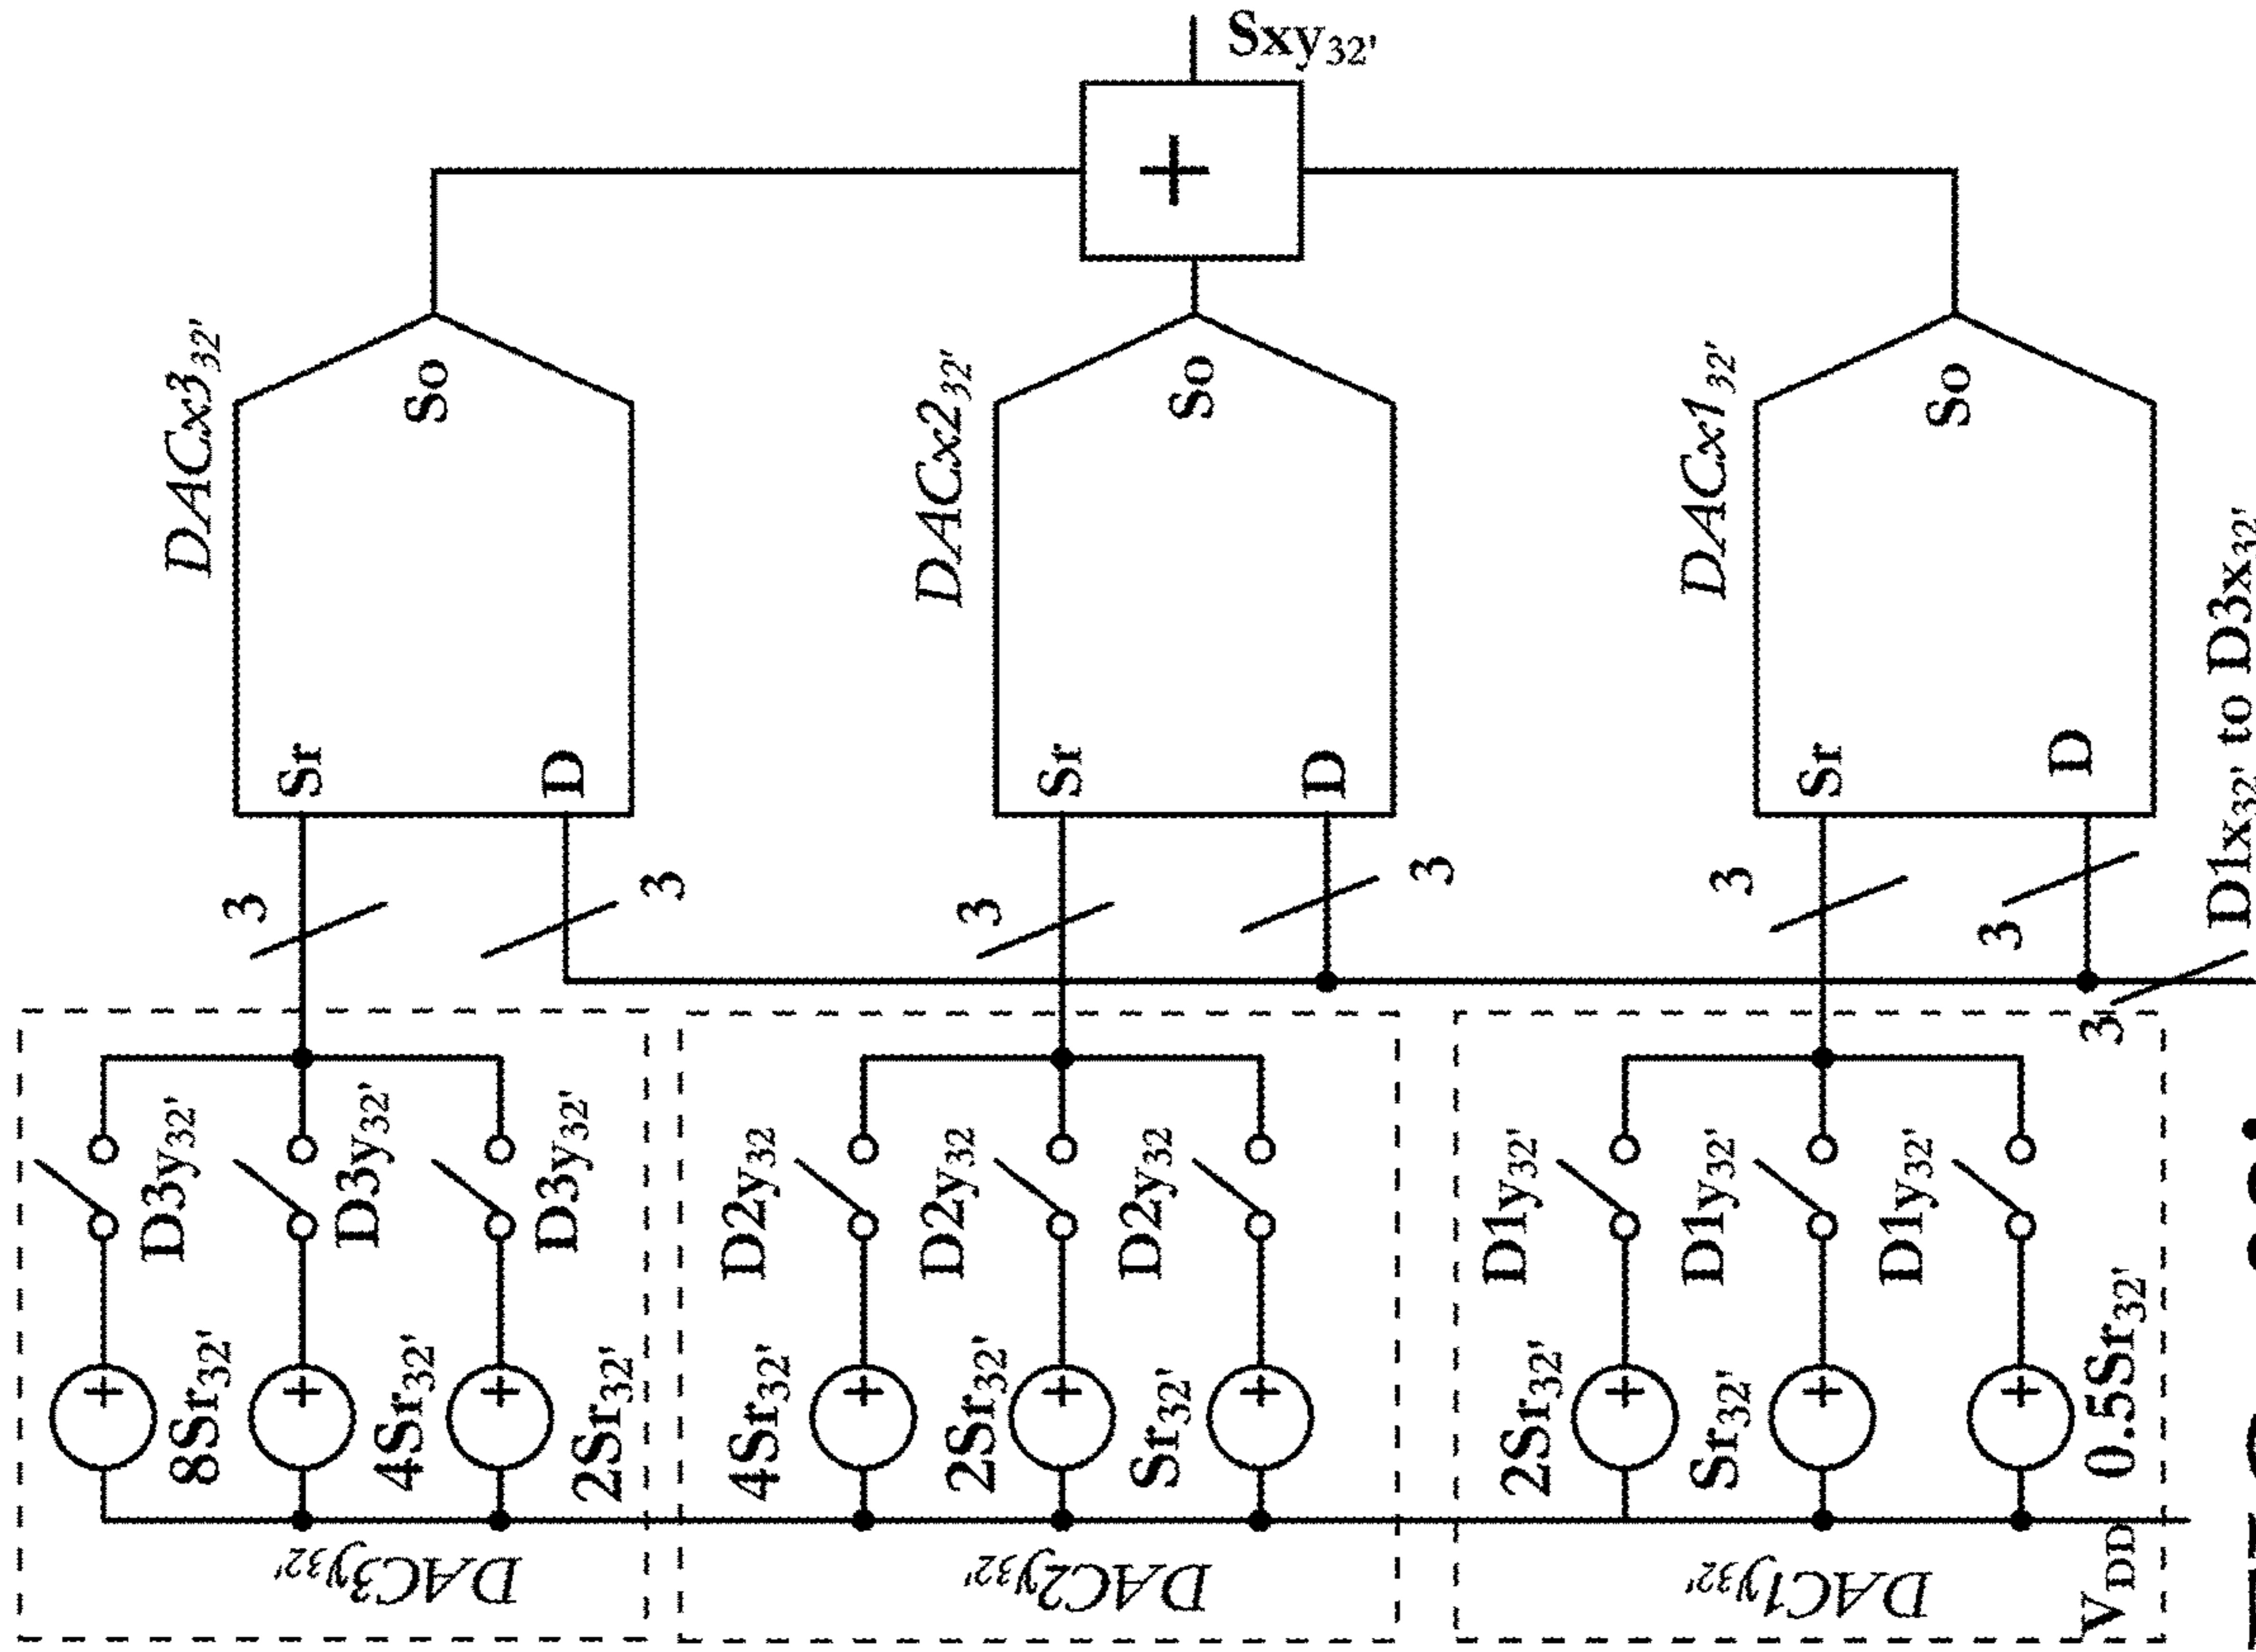 Sxy32'
+
DACx332'
DACx232'
DACx132'
So
So
So
Sr
D
Sr
D
Sr
D
3
3
3
3
3
3
3
D1x32' to D3x32'
D3y32'
D3y32'
D3y32'
D2y32
D2y32
D2y32
D1y32'
D1y32'
D1y32'
8Sr32'
4Sr32'
2Sr32'
4Sr32'
2Sr32'
Sr32'
2Sr32'
Sr32'
0.5Sr32'
+
+
+
+
+
+
+
+
+
DAC3y32'
DAC2y32'
DAC1y32'
VDD